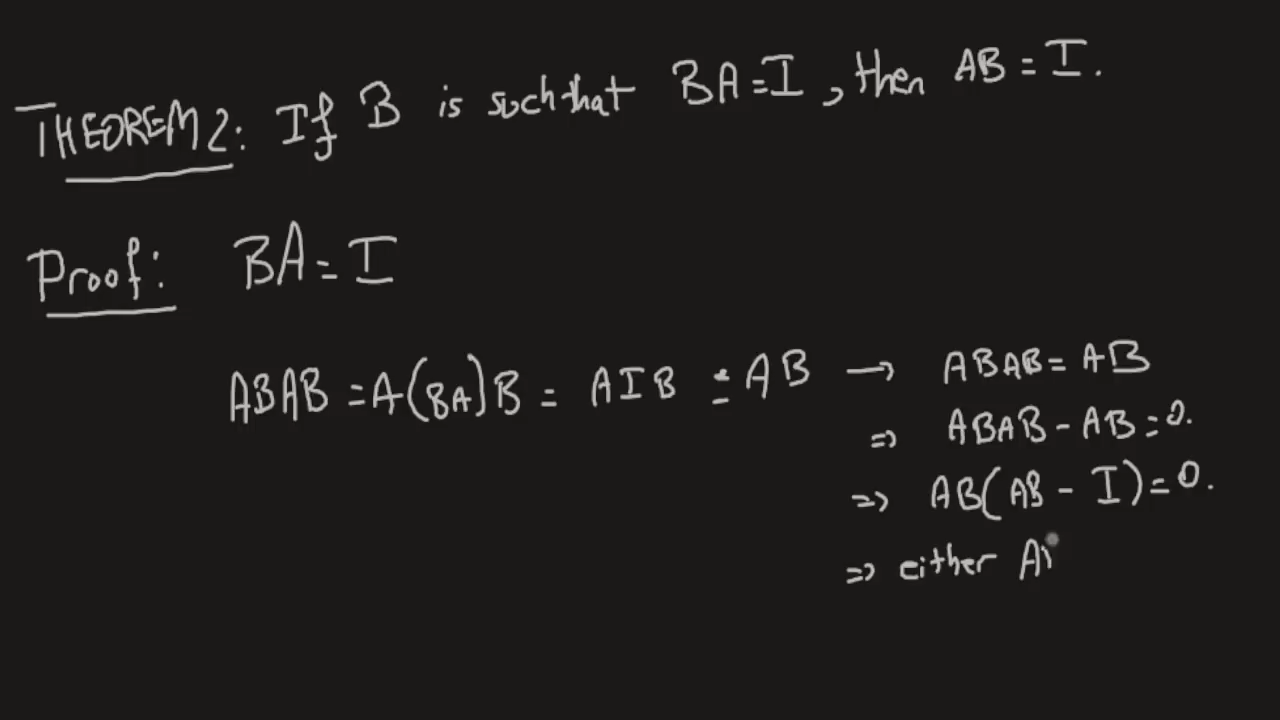 THEOREM 2: If B is such that BA = I, then AB = I.
Proof: BA = I
ABAB = A(BA)B = AIB = AB → ABAB = AB
⇒ ABAB - AB = 0.
⇒ AB(AB - I) = 0.
⇒ either A